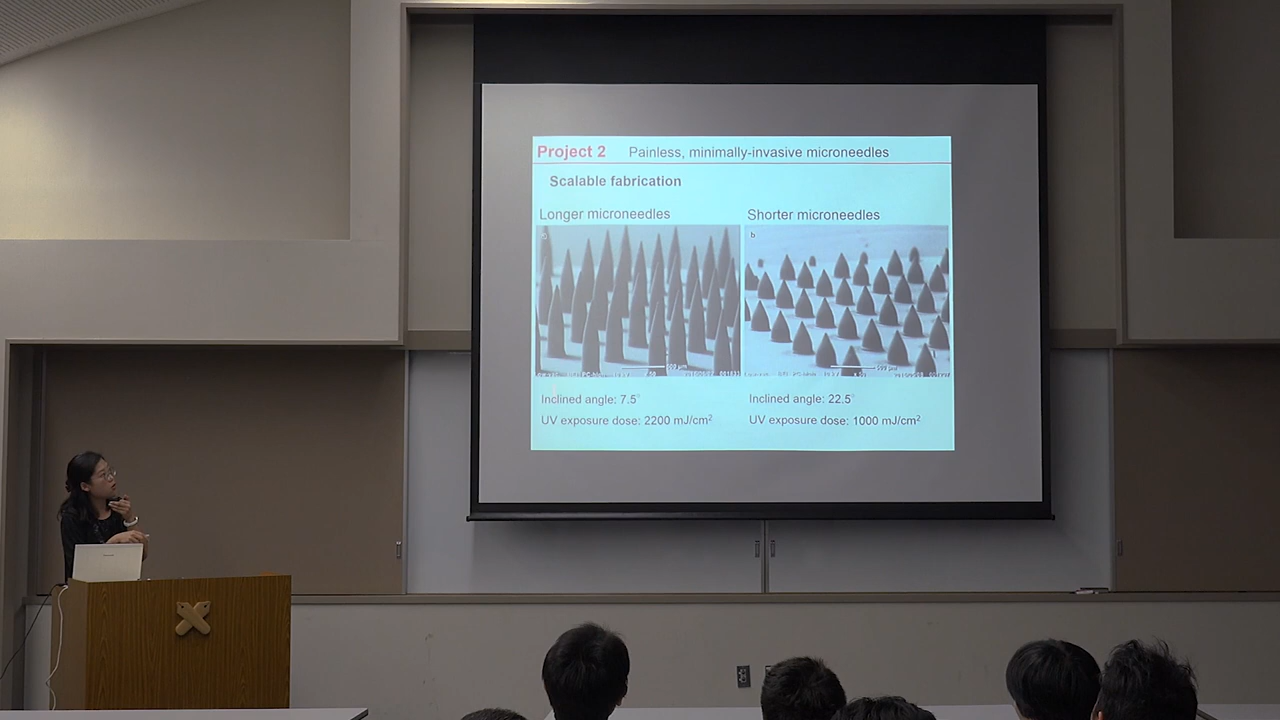 Project 2 Painless, minimally-invasive microneedles
Scalable fabrication
Longer microneedles Shorter microneedles
b
Inclined angle: 7.5° Inclined angle: 22.5°
UV exposure dose: 2200 mJ/cm² UV exposure dose: 1000 mJ/cm²